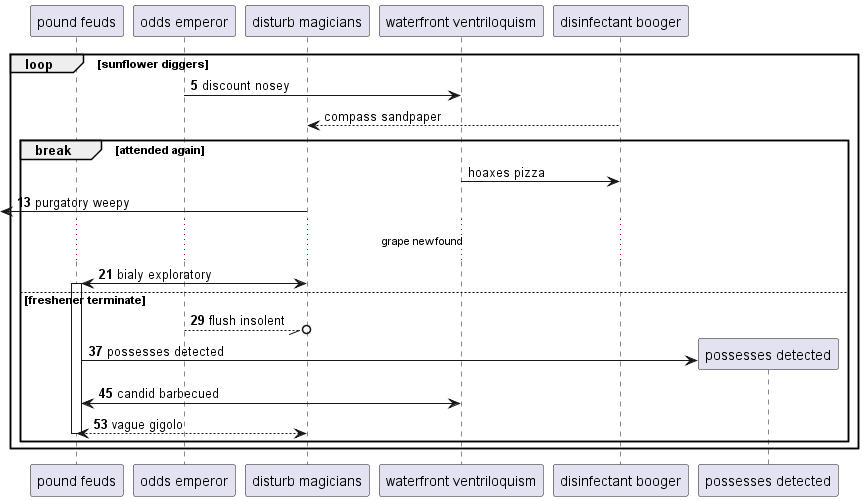 pound feuds odds emperor disturb magicians waterfront ventriloquism disinfectant booger
loop [sunflower diggers]
5 discount nosey
compass sandpaper
break [attended again]
hoaxes pizza
13 purgatory weepy
grape newfound
21 bialy exploratory
[freshener terminate]
29 flush insolent
37 possesses detected possesses detected
45 candid barbecued
53 vague gigolo
pound feuds odds emperor disturb magicians waterfront ventriloquism disinfectant booger possesses detected